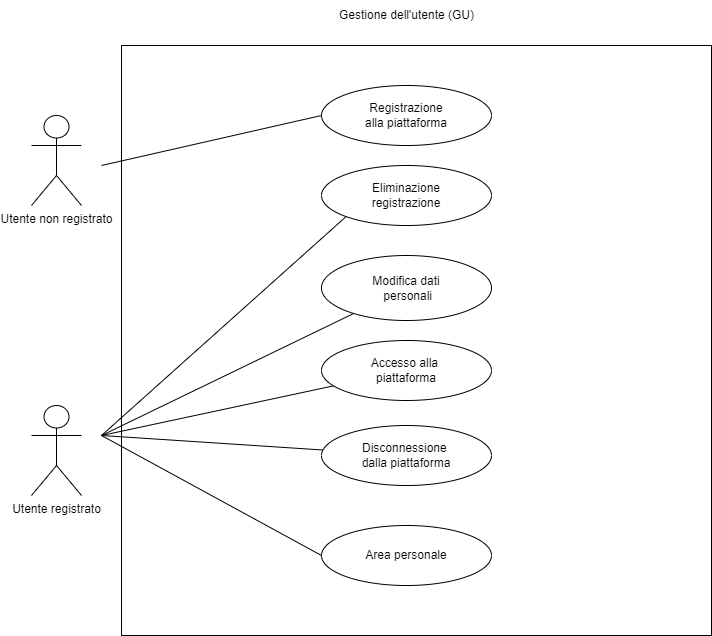 Gestione dell'utente (GU)
Registrazione
alla piattaforma
Utente non registrato
Eliminazione
registrazione
Modifica dati
personali
Accesso alla
piattaforma
Disconnessione
dalla piattaforma
Utente registrato
Area personale